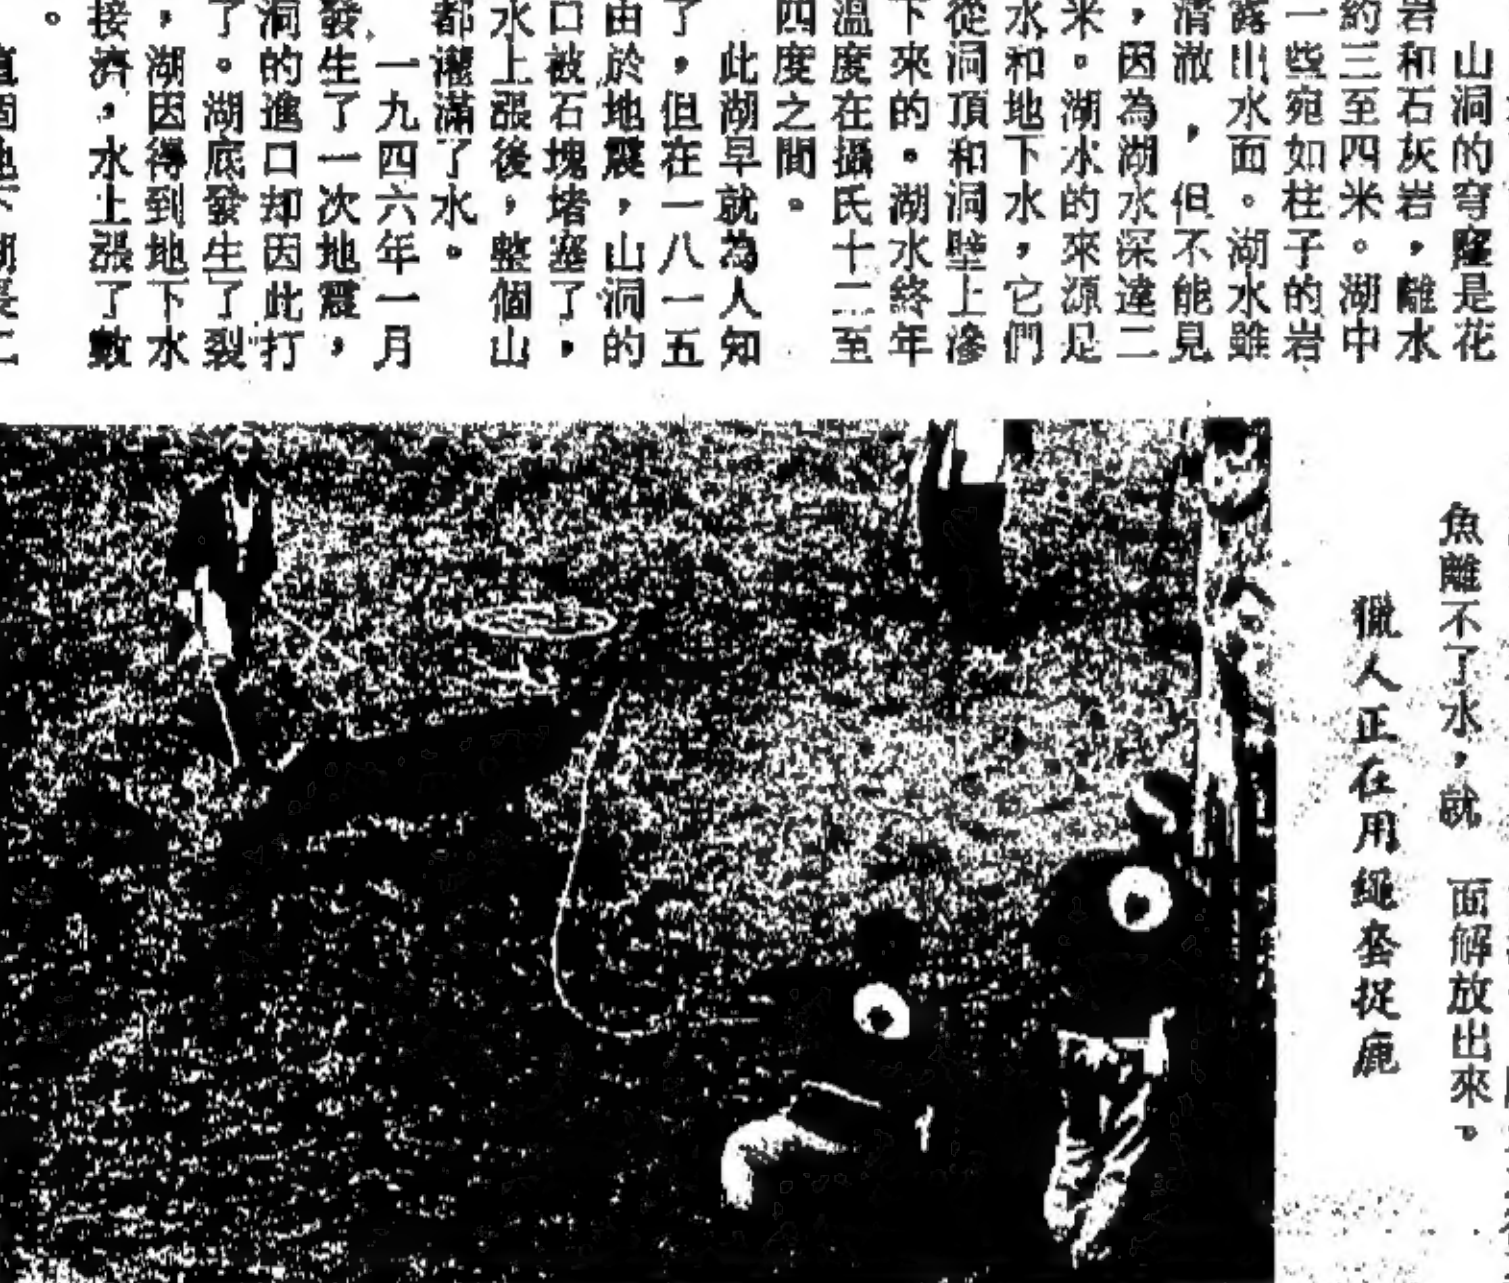 山洞的穹窿是花
岩和石灰岩，離水
約三至四米。湖中
一些宛如柱子的岩
露出水面。湖水雖
清澈，但不能見
，因為湖水深達二
米。湖水的來源足
水和地下水，它們
從洞頂和洞壁上滲
下來的。湖水終年
溫度在攝氏十二至
四度之間。
此湖早就為人知
了，但在一八一五
由於地震，山洞的
口被石塊堵塞了，
水上漲後，整個山
都灌滿了水。
一九四六年一月
發生了一次地震，
洞的進口却因此打
了。湖底發生了裂
，湖因得到地下水
接濟，水上漲了數
。
魚離不了水，就
面解放出來。
獵人正在用繩套捉鹿